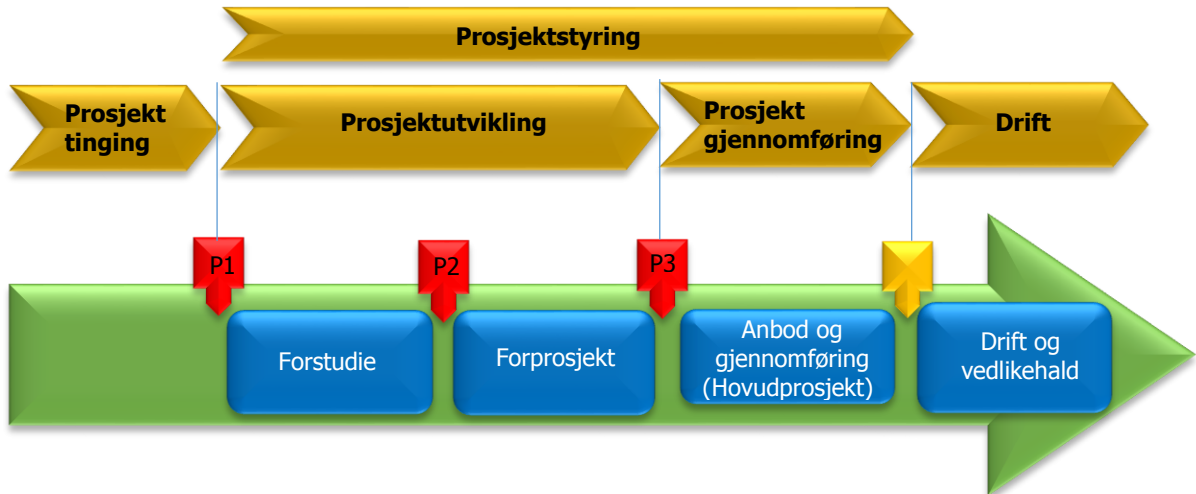 Prosjektstyring
Prosjekt
tinging
Prosjektutvikling
Prosjekt
gjennomføring
Drift
P1
P2
P3
Forstudie
Forprosjekt
Anbod og
gjennomføring
(Hovudprosjekt)
Drift og
vedlikehald